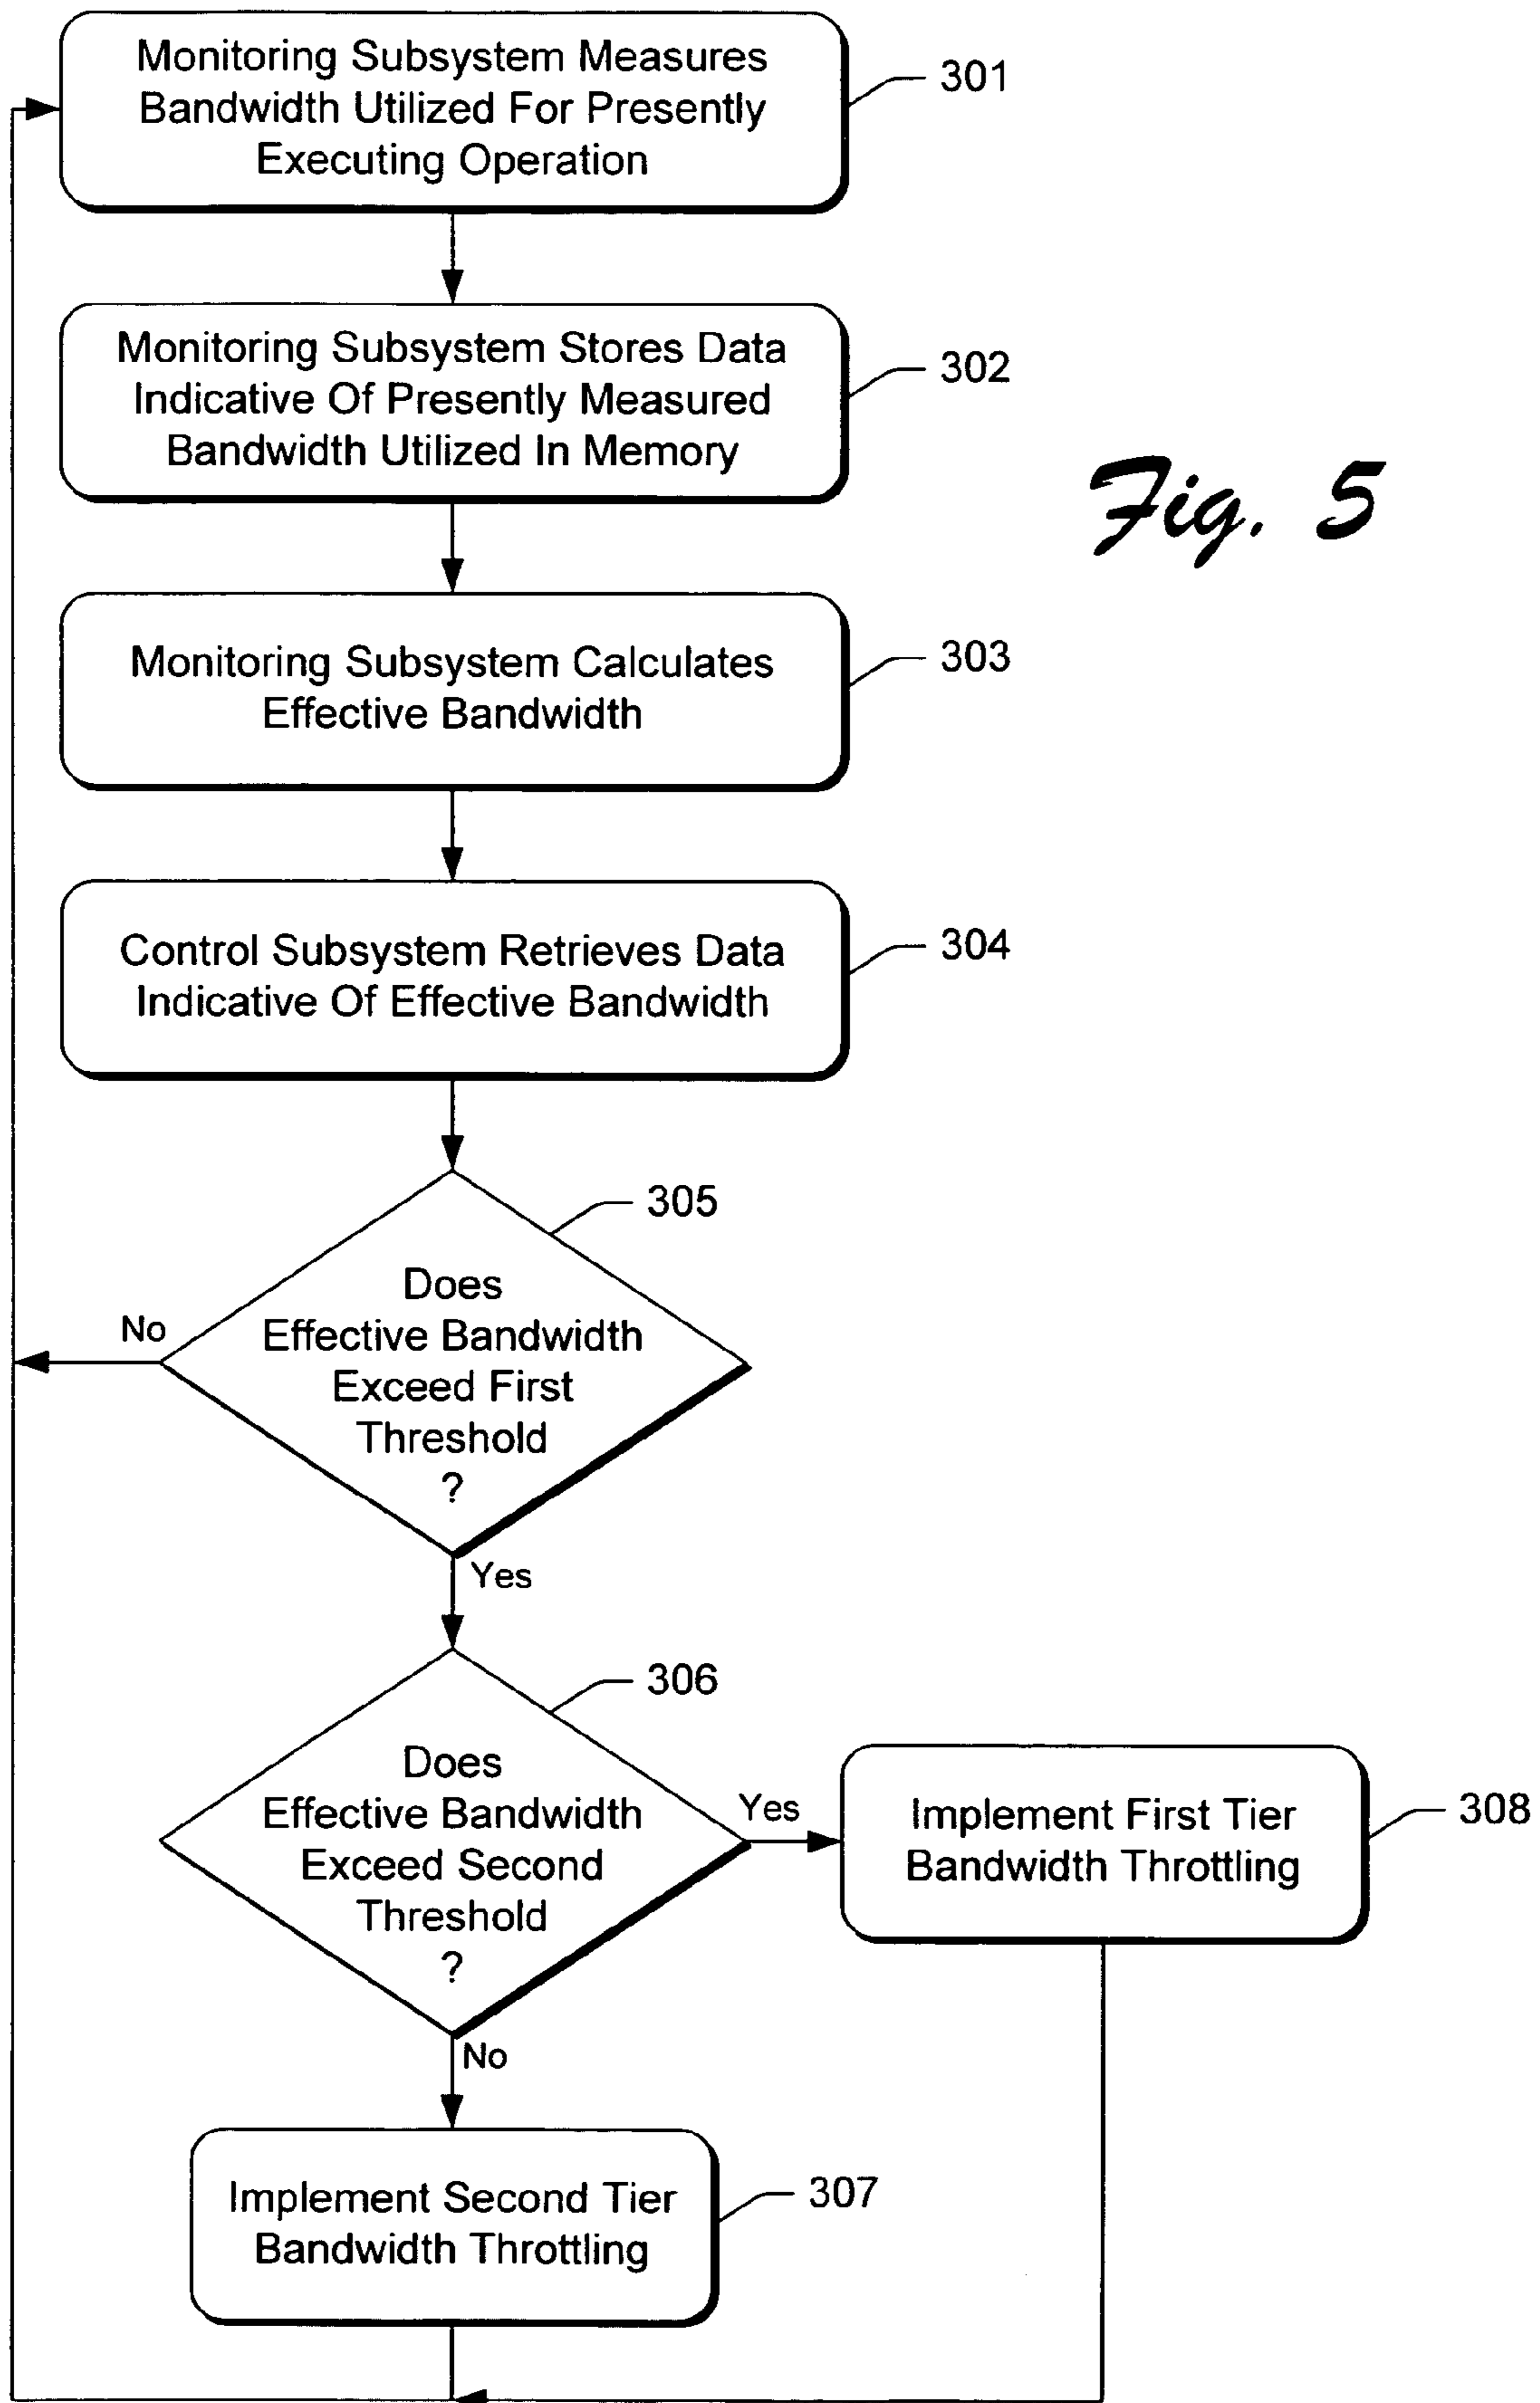 Monitoring Subsystem Measures
Bandwidth Utilized For Presently
Executing Operation
301
Monitoring Subsystem Stores Data
Indicative Of Presently Measured
Bandwidth Utilized In Memory
302
Fig. 5
Monitoring Subsystem Calculates
Effective Bandwidth
303
Control Subsystem Retrieves Data
Indicative Of Effective Bandwidth
304
305
Does
Effective Bandwidth
Exceed First
Threshold
?
No
Yes
306
Does
Effective Bandwidth
Exceed Second
Threshold
?
Yes
Implement First Tier
Bandwidth Throttling
308
No
Implement Second Tier
Bandwidth Throttling
307